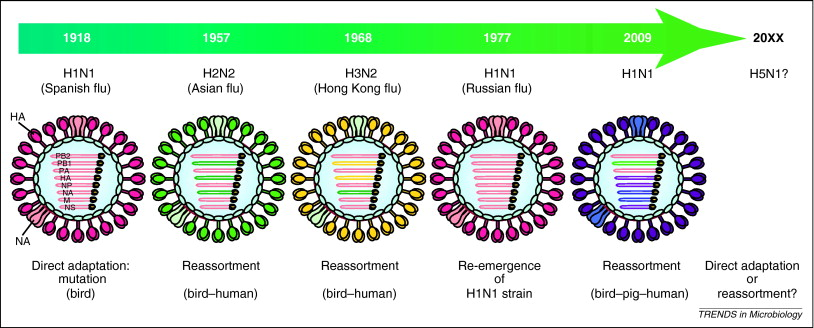 1918 1957 1968 1977 2009 20XX
H1N1 H2N2 H3N2 H1N1 H1N1 H5N1?
(Spanish flu) (Asian flu) (Hong Kong flu) (Russian flu)
HA
PB2
PB1
PA
HA
NP
NA
M
NS
NA
Direct adaptation: Reassortment Reassortment Re-emergence Reassortment Direct adaptation
mutation of or
(bird) (bird–human) (bird–human) H1N1 strain (bird–pig–human) reassortment?
TRENDS in Microbiology